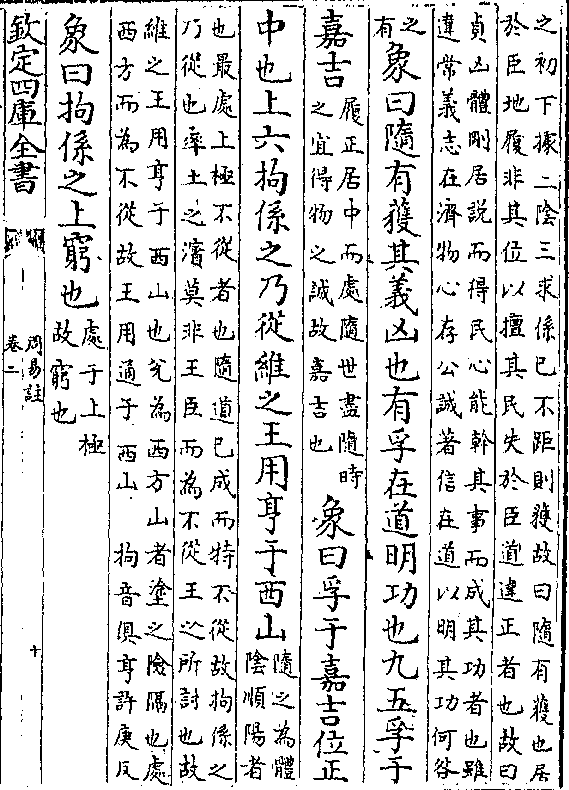 之初下據二陰三求係已不距則獲故曰隨有獲也居
於臣地履非其位以擅其民失於臣道違正者也故曰
貞凶體剛居說而得民心能幹其事而成其功者也雖
違常義志在濟物心存公誠著信在道以明其功何咎
之
有象曰隨有獲其義凶也有孚在道明功也九五孚于
嘉吉履正居中而處隨世盡隨時
之宜得物之誠故嘉吉也象曰孚于嘉吉位正
中也上六拘係之乃從維之王用亨于西山隨之為體
陰順陽者
也最處上極不從者也隨道已成而特不從故拘係之
乃從也率土之濱莫非王臣而為不從王之所討也故
維之王用亨于西山也兌為西方山者塗之險隔也處
西方而為不從故王用通于西山 拘音俱亨許庚反
象曰拘係之上窮也處于上極
故窮也
欽定四庫全書
周易註
卷二
十